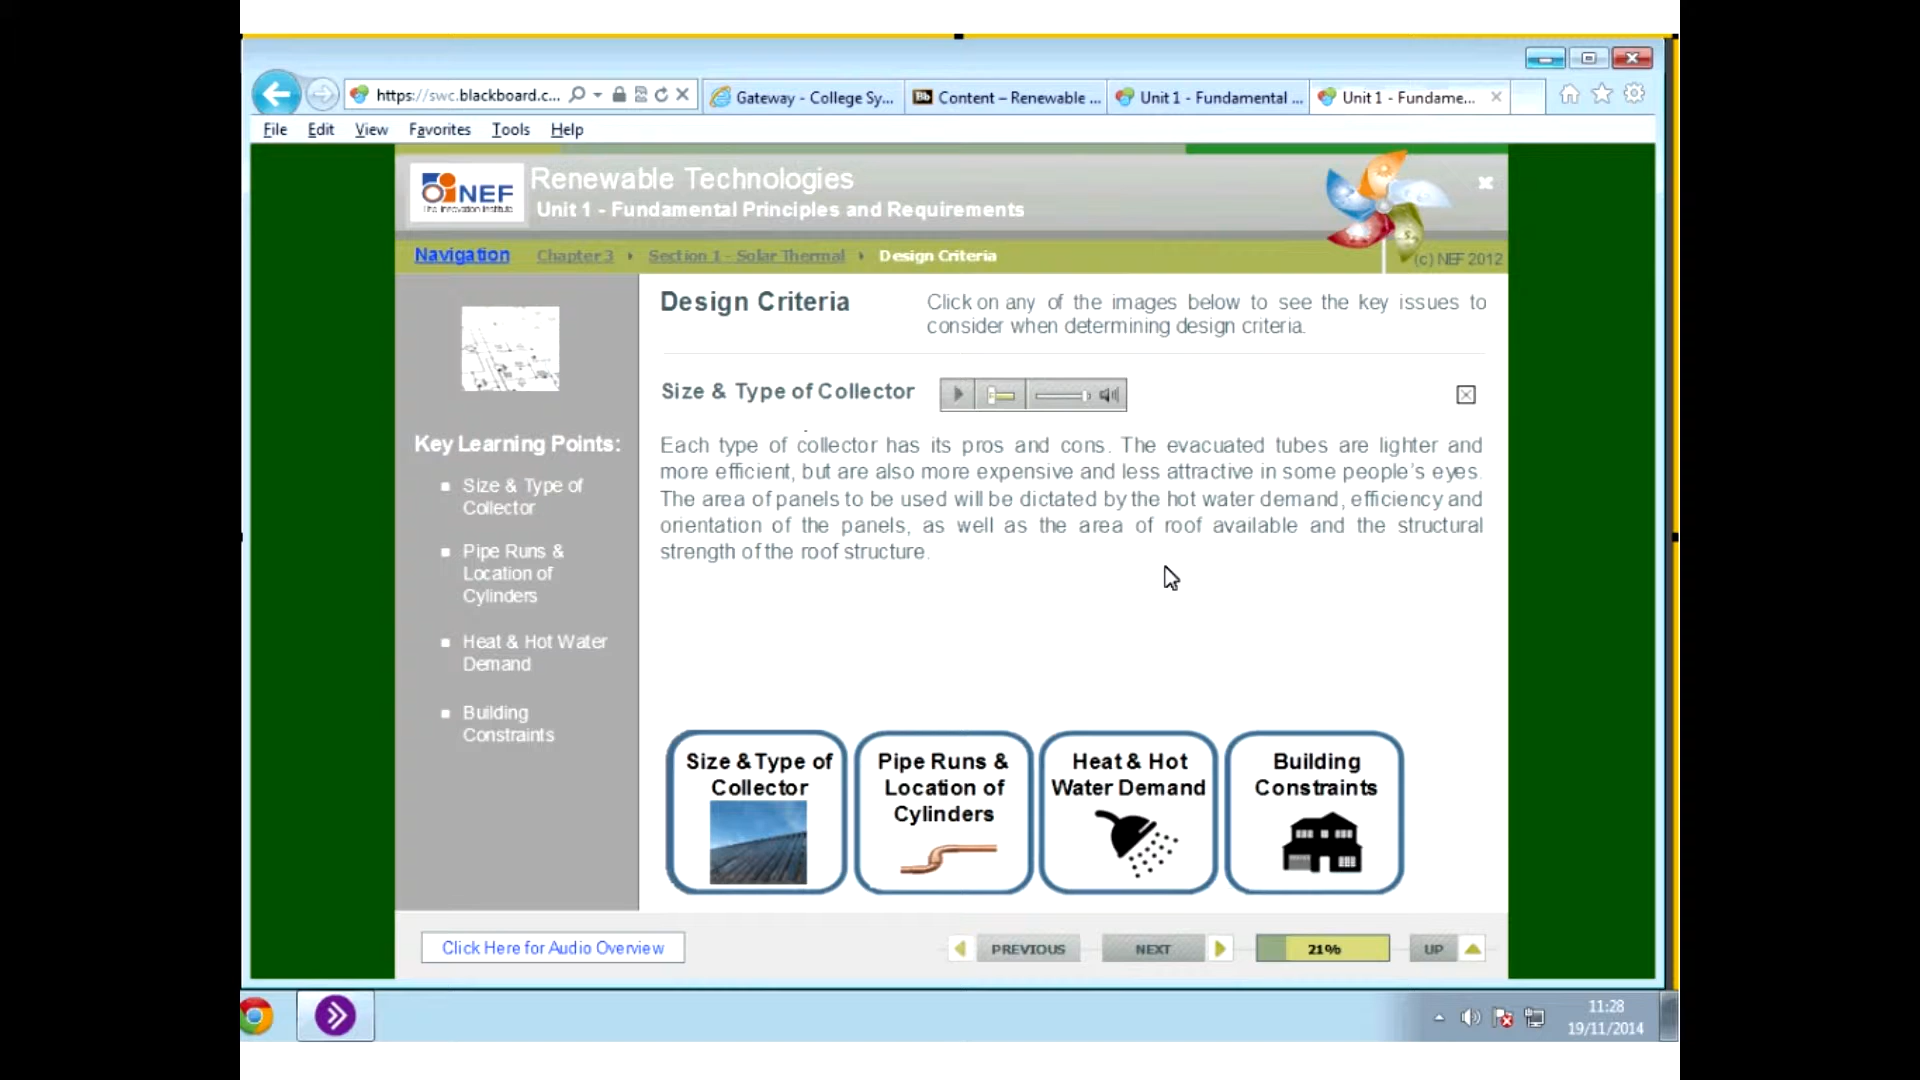 https://swc.blackboard.c...
Gateway - College Sy...
Content – Renewable ...
Unit 1 - Fundamental ...
Unit 1 - Fundame...
File Edit View Favorites Tools Help
NEF
The Innovation Institute
Renewable Technologies
Unit 1 - Fundamental Principles and Requirements
Navigation Chapter 3 Section 1 - Solar Thermal Design Criteria
(c) NEF 2012
Design Criteria
Click on any of the images below to see the key issues to
consider when determining design criteria.
Size & Type of Collector
Each type of collector has its pros and cons. The evacuated tubes are lighter and
more efficient, but are also more expensive and less attractive in some people's eyes.
The area of panels to be used will be dictated by the hot water demand, efficiency and
orientation of the panels, as well as the area of roof available and the structural
strength of the roof structure.
Key Learning Points:
Size & Type of
Collector
Pipe Runs &
Location of
Cylinders
Heat & Hot Water
Demand
Building
Constraints
Size & Type of
Collector
Pipe Runs &
Location of
Cylinders
Heat & Hot
Water Demand
Building
Constraints
Click Here for Audio Overview
PREVIOUS
NEXT
21%
UP
11:28
19/11/2014